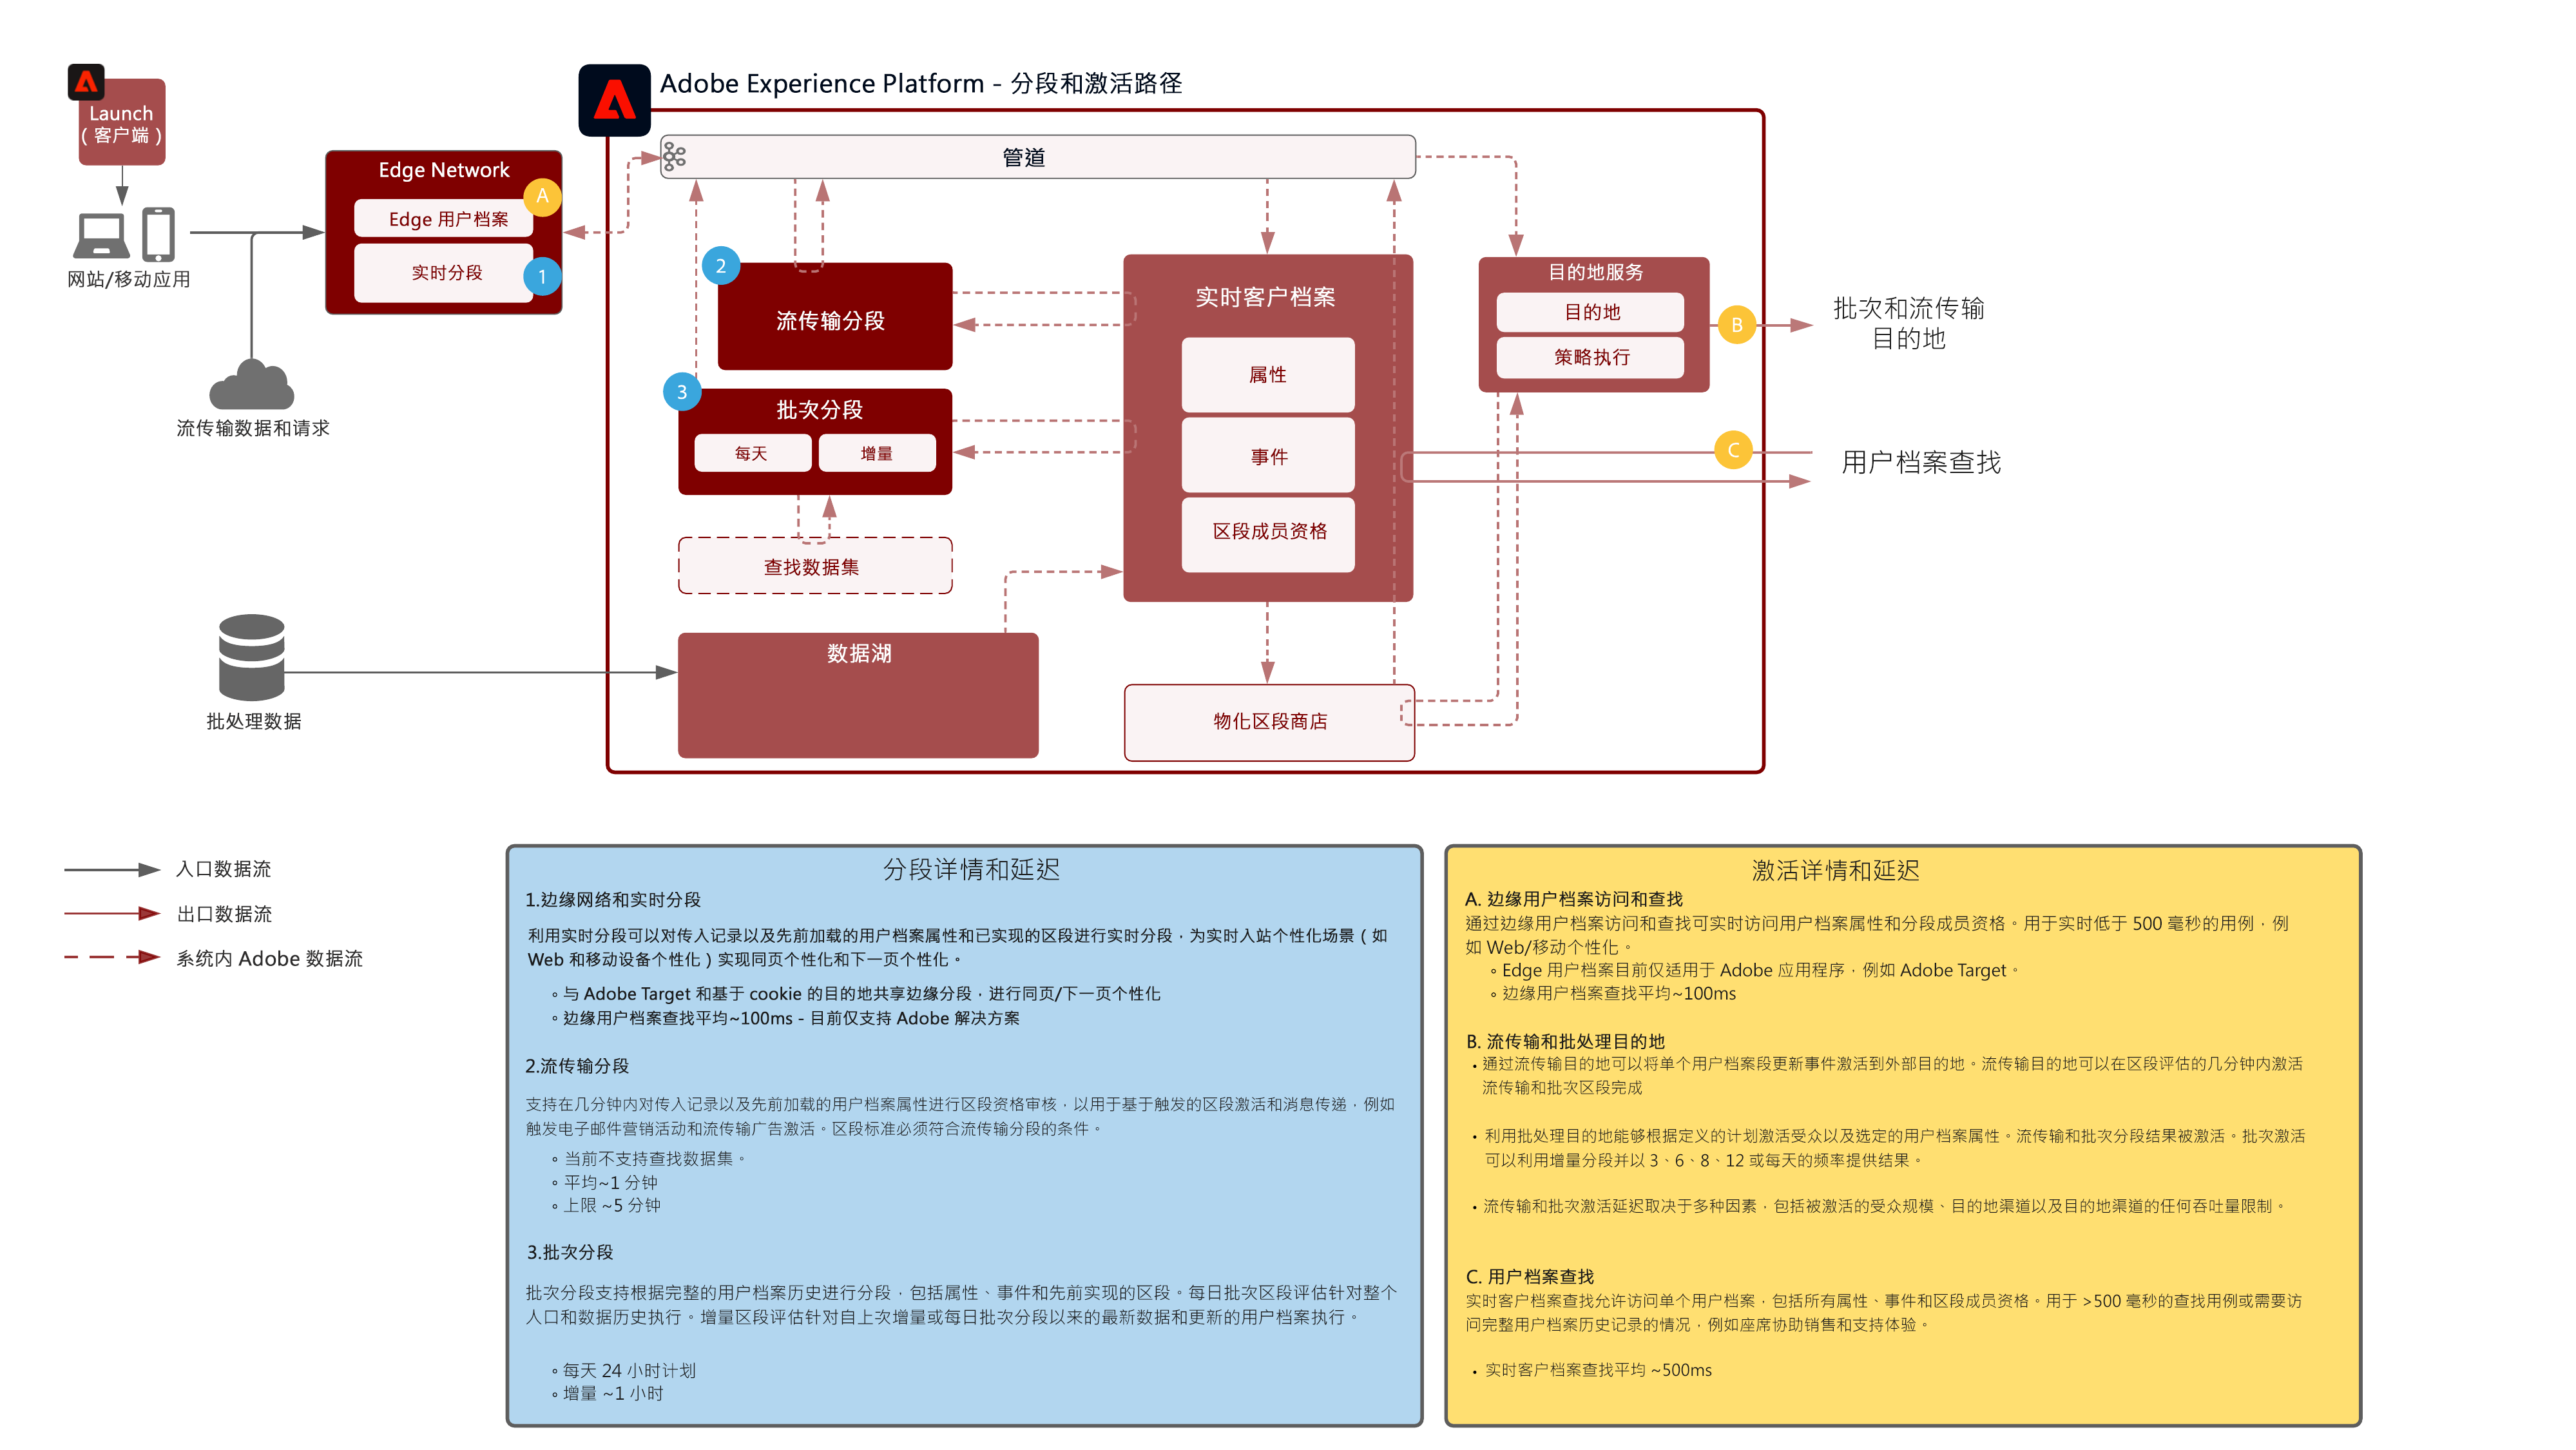 Adobe Experience Platform - 分段和激活路径
Launch
( 客户端 )
网站/移动应用
流传输数据和请求
批处理数据
Edge Network
A
Edge 用户档案
实时分段
1
管道
2
流传输分段
3
批次分段
每天
增量
查找数据集
数据湖
实时客户档案
属性
事件
区段成员资格
物化区段商店
目的地服务
目的地
策略执行
B
批次和流传输
目的地
C
用户档案查找
入口数据流
出口数据流
系统内 Adobe 数据流
分段详情和延迟
1.边缘网络和实时分段
利用实时分段可以对传入记录以及先前加载的用户档案属性和已实现的区段进行实时分段，为实时入站个性化场景（如
Web 和移动设备个性化）实现同页个性化和下一页个性化。
◦ 与 Adobe Target 和基于 cookie 的目的地共享边缘分段，进行同页/下一页个性化
◦ 边缘用户档案查找平均~100ms - 目前仅支持 Adobe 解决方案
2.流传输分段
支持在几分钟内对传入记录以及先前加载的用户档案属性进行区段资格审核，以用于基于触发的区段激活和消息传递，例如
触发电子邮件营销活动和流传输广告激活。区段标准必须符合流传输分段的条件。
◦ 当前不支持查找数据集。
◦ 平均~1 分钟
◦ 上限 ~5 分钟
3.批次分段
批次分段支持根据完整的用户档案历史进行分段，包括属性、事件和先前实现的区段。每日批次区段评估针对整个
人口和数据历史执行。增量区段评估针对自上次增量或每日批次分段以来的最新数据和更新的用户档案执行。
◦ 每天 24 小时计划
◦ 增量 ~1 小时
激活详情和延迟
A. 边缘用户档案访问和查找
通过边缘用户档案访问和查找可实时访问用户档案属性和分段成员资格。用于实时低于 500 毫秒的用例，例
如 Web/移动个性化。
◦ Edge 用户档案目前仅适用于 Adobe 应用程序，例如 Adobe Target。
◦ 边缘用户档案查找平均~100ms
B. 流传输和批处理目的地
• 通过流传输目的地可以将单个用户档案段更新事件激活到外部目的地。流传输目的地可以在区段评估的几分钟内激活
流传输和批次区段完成
• 利用批处理目的地能够根据定义的计划激活受众以及选定的用户档案属性。流传输和批次分段结果被激活。批次激活
可以利用增量分段并以 3、6、8、12 或每天的频率提供结果。
• 流传输和批次激活延迟取决于多种因素，包括被激活的受众规模、目的地渠道以及目的地渠道的任何吞吐量限制。
C. 用户档案查找
实时客户档案查找允许访问单个用户档案，包括所有属性、事件和区段成员资格。用于 >500 毫秒的查找用例或需要访
问完整用户档案历史记录的情况，例如座席协助销售和支持体验。
• 实时客户档案查找平均 ~500ms